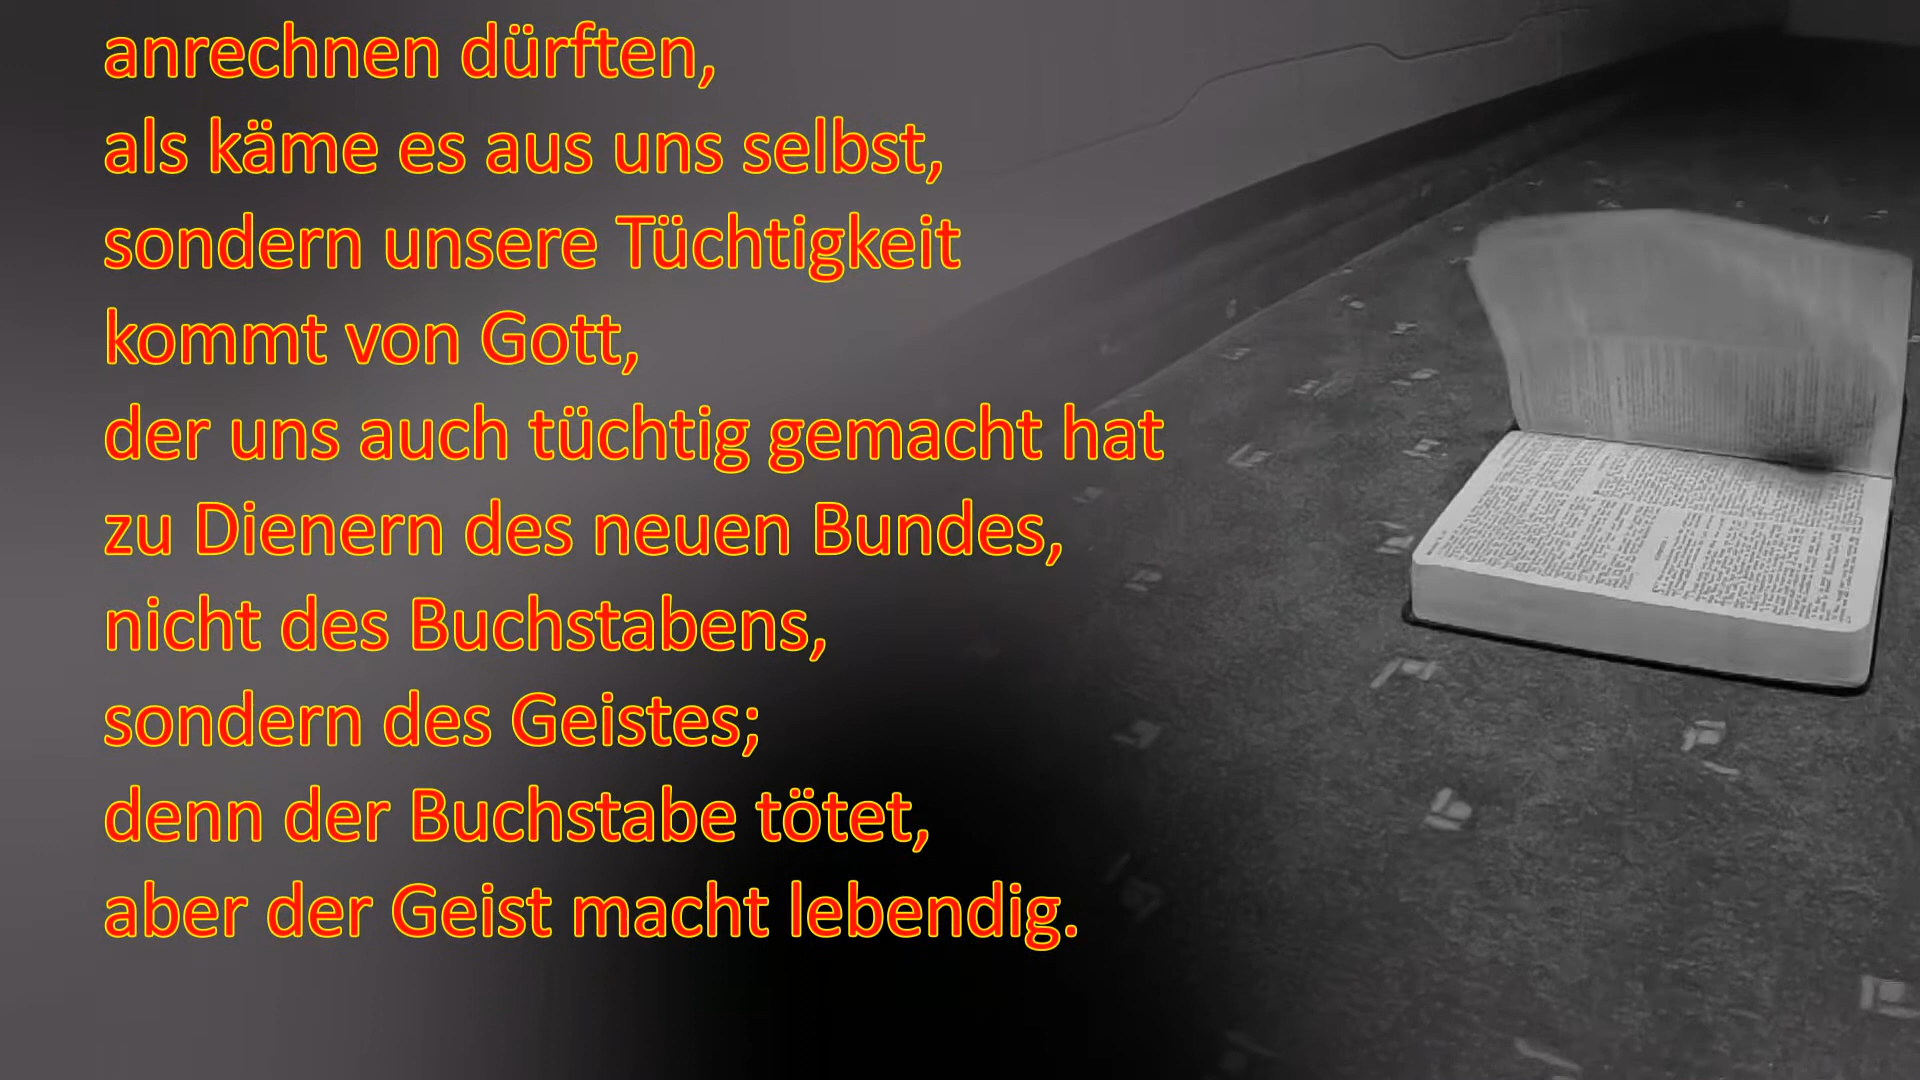 anrechnen dürften,
als käme es aus uns selbst,
sondern unsere Tüchtigkeit
kommt von Gott,
der uns auch tüchtig gemacht hat
zu Dienern des neuen Bundes,
nicht des Buchstabens,
sondern des Geistes;
denn der Buchstabe tötet,
aber der Geist macht lebendig.